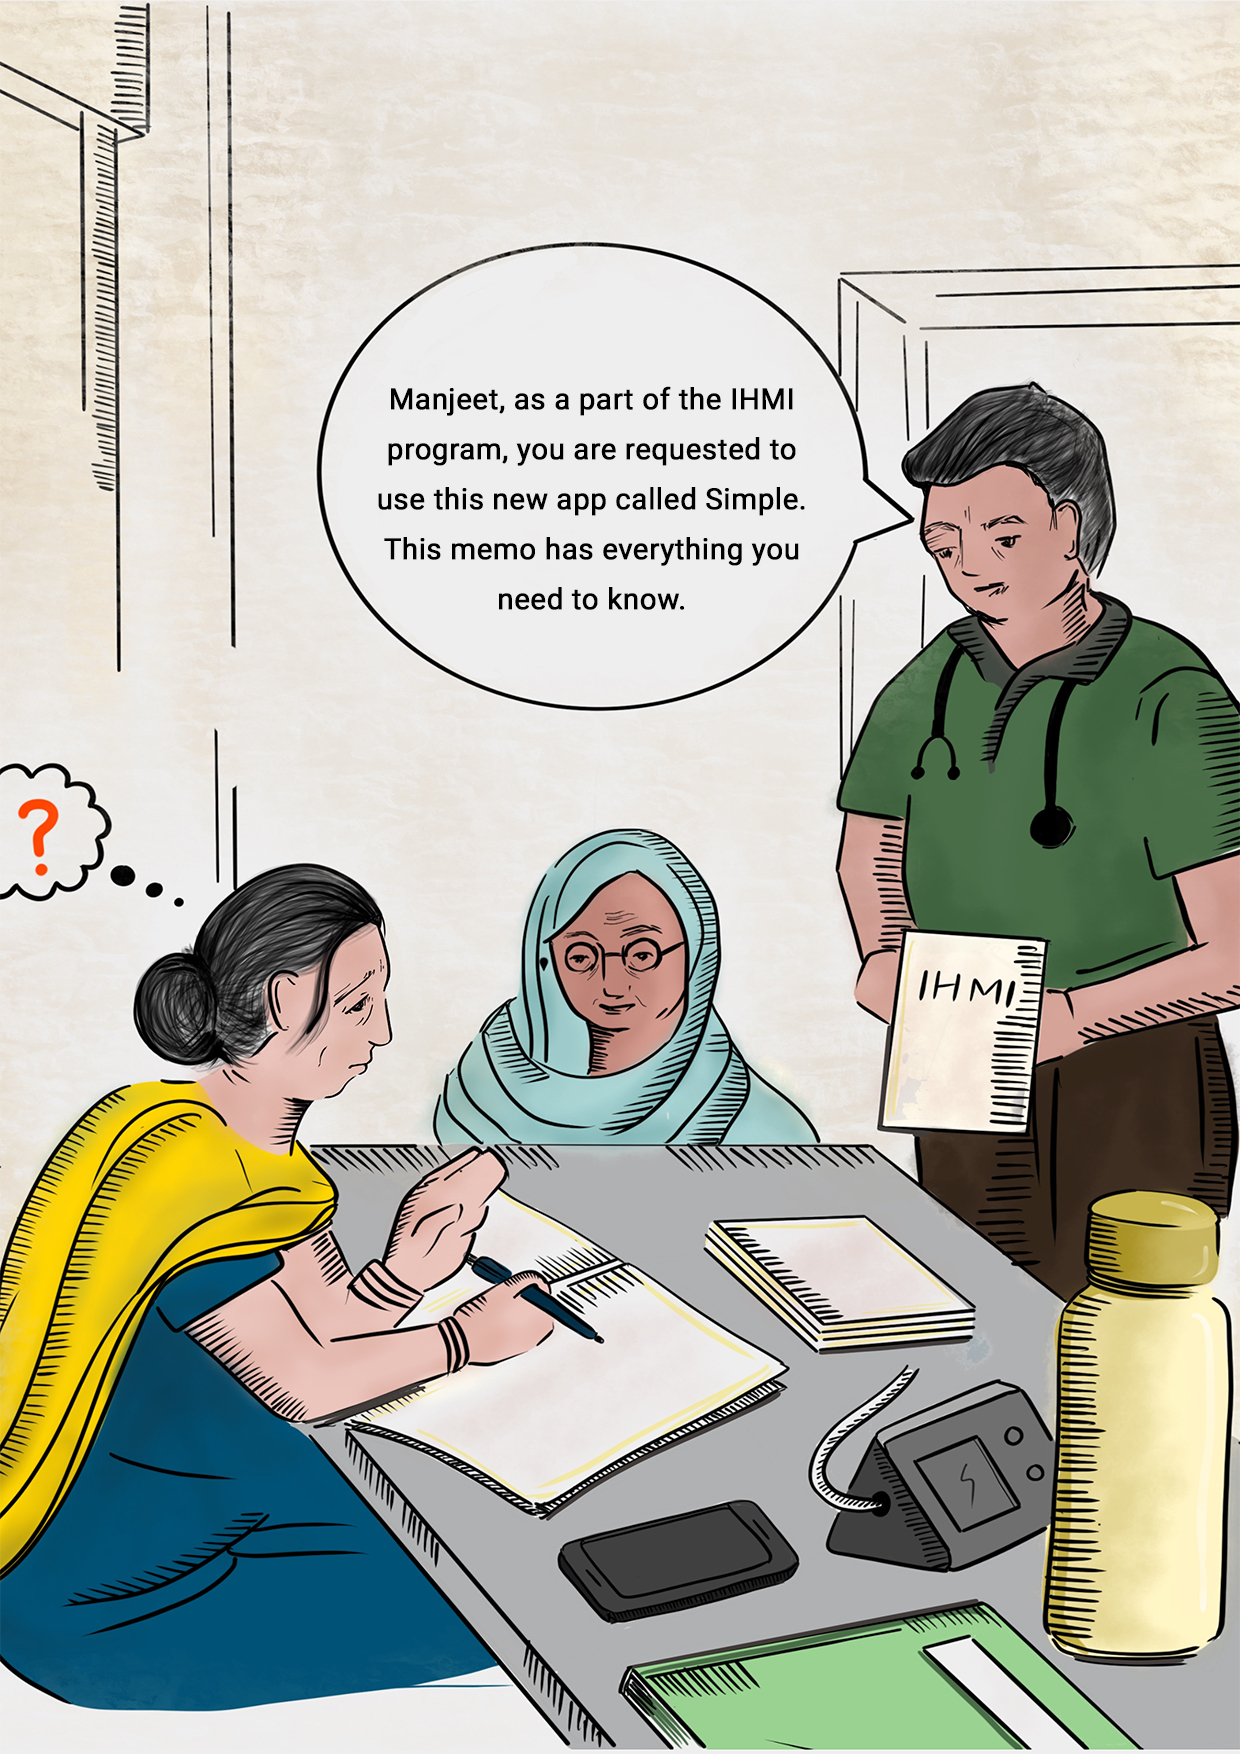 Manjeet, as a part of the IHMI
program, you are requested to
use this new app called Simple.
This memo has everything you
need to know.
?
IHMI